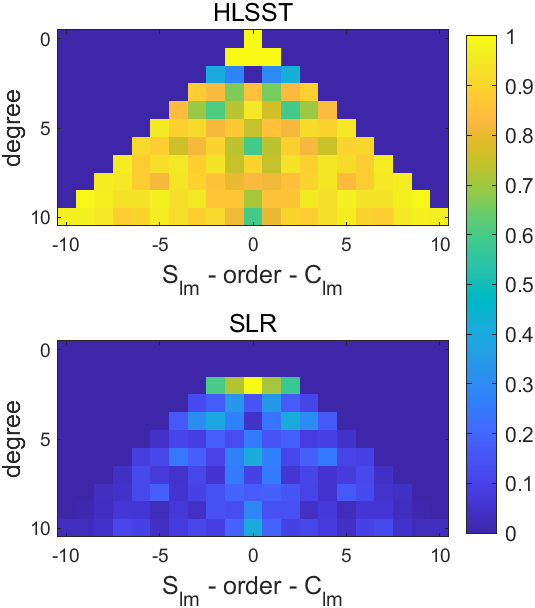 HLSST
0
5
10
degree
-10 -5 0 5 10
S_lm - order - C_lm
SLR
0
5
10
degree
-10 -5 0 5 10
S_lm - order - C_lm
1
0.9
0.8
0.7
0.6
0.5
0.4
0.3
0.2
0.1
0